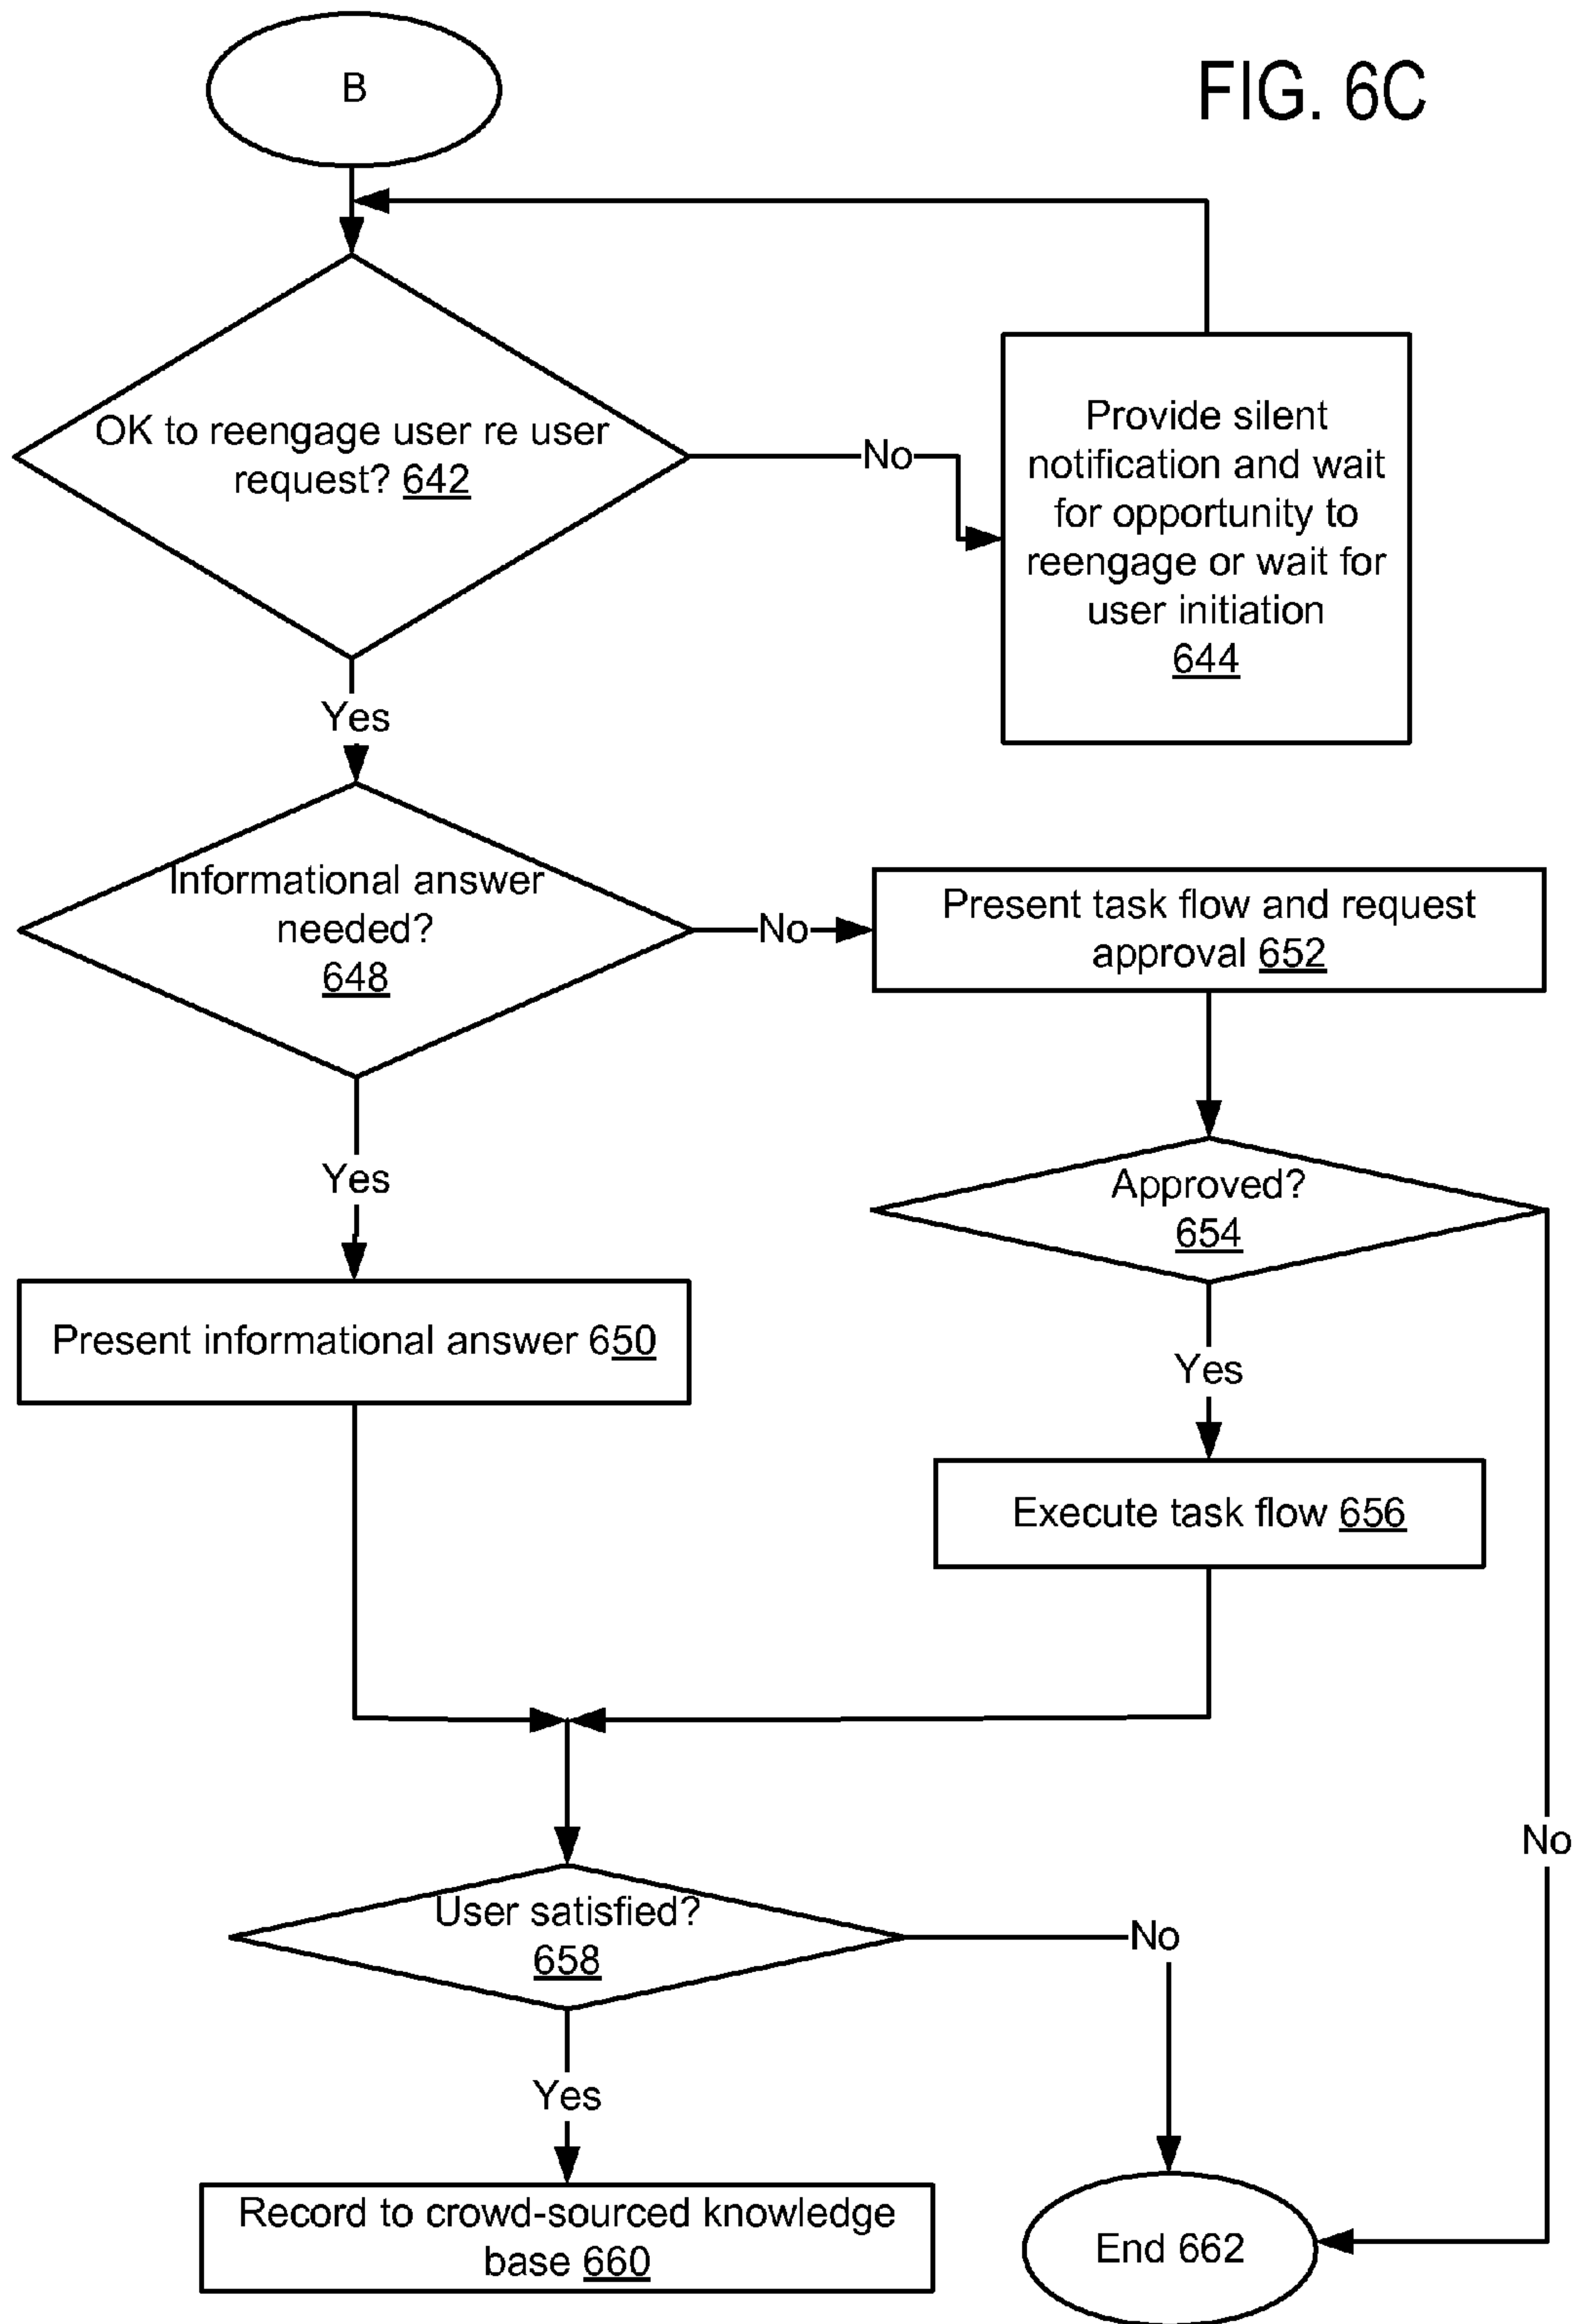 B
FIG. 6C
OK to reengage user re user
request? 642
No
Provide silent
notification and wait
for opportunity to
reengage or wait for
user initiation
644
Yes
Informational answer
needed?
648
No
Present task flow and request
approval 652
Yes
Approved?
654
Present informational answer 650
Yes
Execute task flow 656
No
User satisfied?
658
No
Yes
Record to crowd-sourced knowledge
base 660
End 662